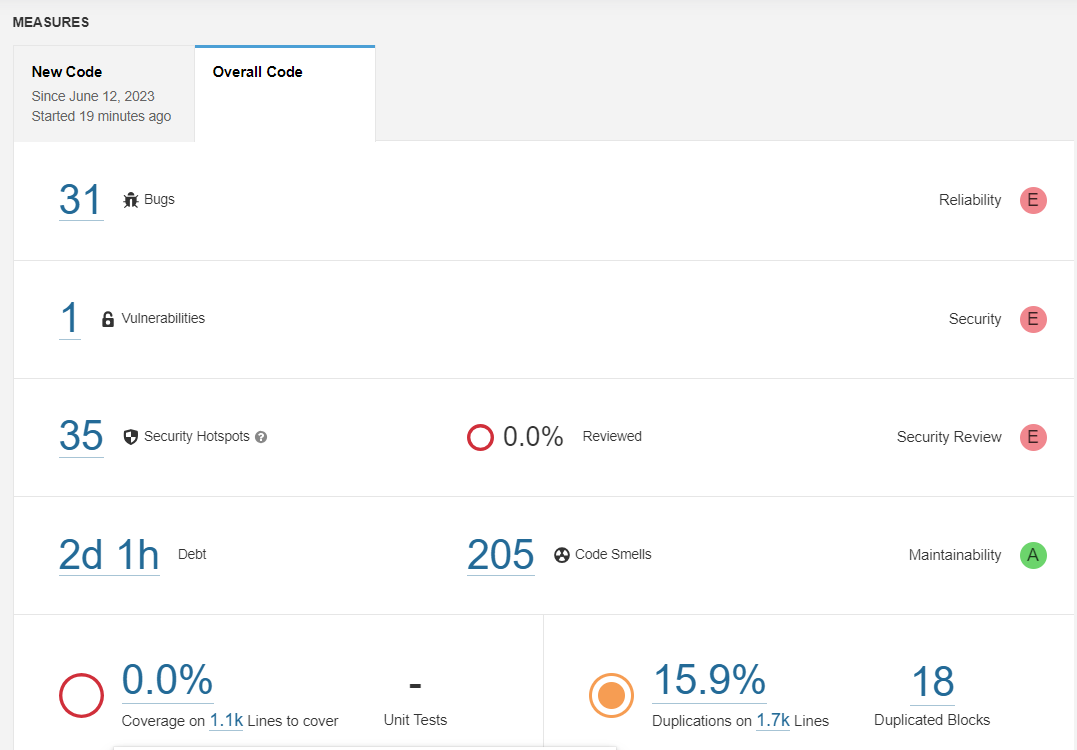 MEASURES
New Code
Since June 12, 2023
Started 19 minutes ago
Overall Code
31 Bugs Reliability E
1 Vulnerabilities Security E
35 Security Hotspots ? 0.0% Reviewed Security Review E
2d 1h Debt 205 Code Smells Maintainability A
0.0% - 15.9% 18
Coverage on 1.1k Lines to cover Unit Tests Duplications on 1.7k Lines Duplicated Blocks